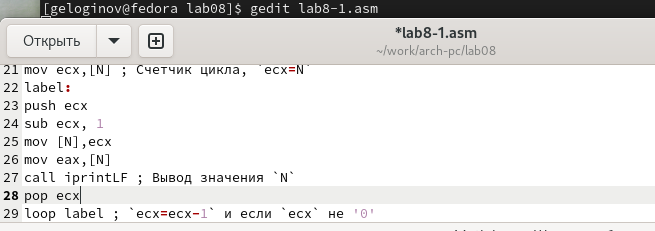 [geloginov@fedora lab08]$ gedit lab8-1.asm
Открыть
*lab8-1.asm
~/work/arch-pc/lab08
21 mov ecx,[N] ; Счетчик цикла, `ecx=N`
22 label:
23 push ecx
24 sub ecx, 1
25 mov [N],ecx
26 mov eax,[N]
27 call iprintLF ; Вывод значения `N`
28 pop ecx
29 loop label ; `ecx=ecx-1` и если `ecx` не '0'